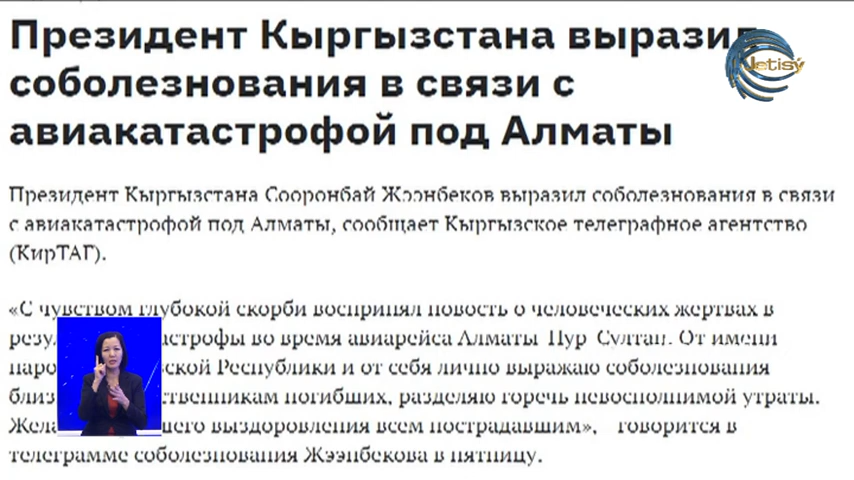 Президент Кыргызстана выразил
соболезнования в связи с
авиакатастрофой под Алматы
Jetisý
Президент Кыргызстана Сооронбай Жээнбеков выразил соболезнования в связи
с авиакатастрофой под Алматы, сообщает Кыргызское телеграфное агентство
(КирТАГ).
«С чувством глубокой скорби воспринял новость о человеческих жертвах в
во время авиарейса Алматы-Нур-Султан. От имени
Республики и от себя лично выражаю соболезнования
погибших, разделяю горечь невосполнимой утраты.
выздоровления всем пострадавшим», говорится в
телеграмме соболезнования Жээнбекова в пятницу.